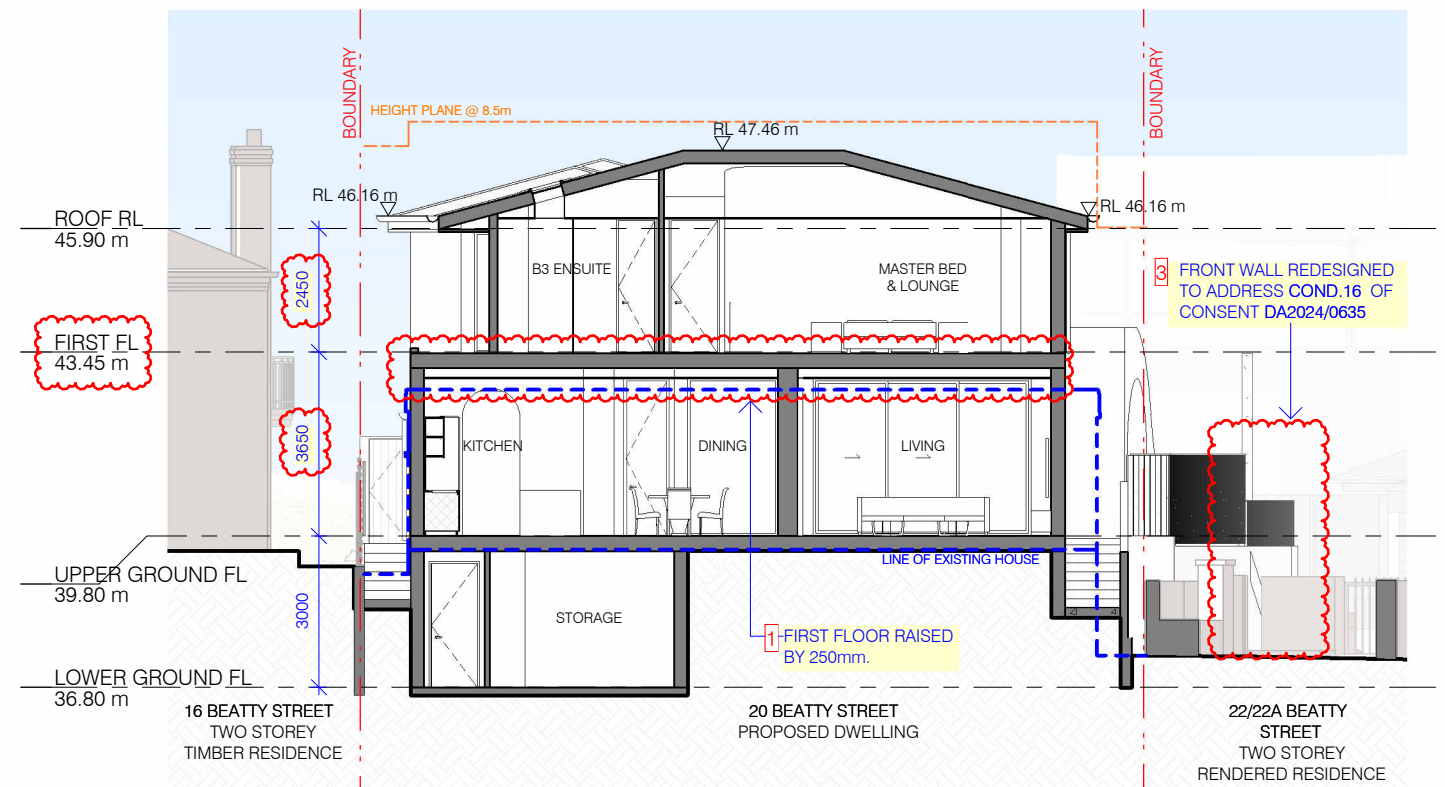 BOUNDARY
BOUNDARY
HEIGHT PLANE @ 8.5m
RL 47.46 m
RL 46.16 m
RL 46.16 m
ROOF RL
45.90 m
B3 ENSUITE
MASTER BED
& LOUNGE
3 FRONT WALL REDESIGNED
TO ADDRESS COND.16 OF
CONSENT DA2024/0635
2450
FIRST FL
43.45 m
3650
KITCHEN
DINING
LIVING
LINE OF EXISTING HOUSE
UPPER GROUND FL
39.80 m
3000
STORAGE
1 FIRST FLOOR RAISED
BY 250mm.
LOWER GROUND FL
36.80 m
16 BEATTY STREET
TWO STOREY
TIMBER RESIDENCE
20 BEATTY STREET
PROPOSED DWELLING
22/22A BEATTY
STREET
TWO STOREY
RENDERED RESIDENCE